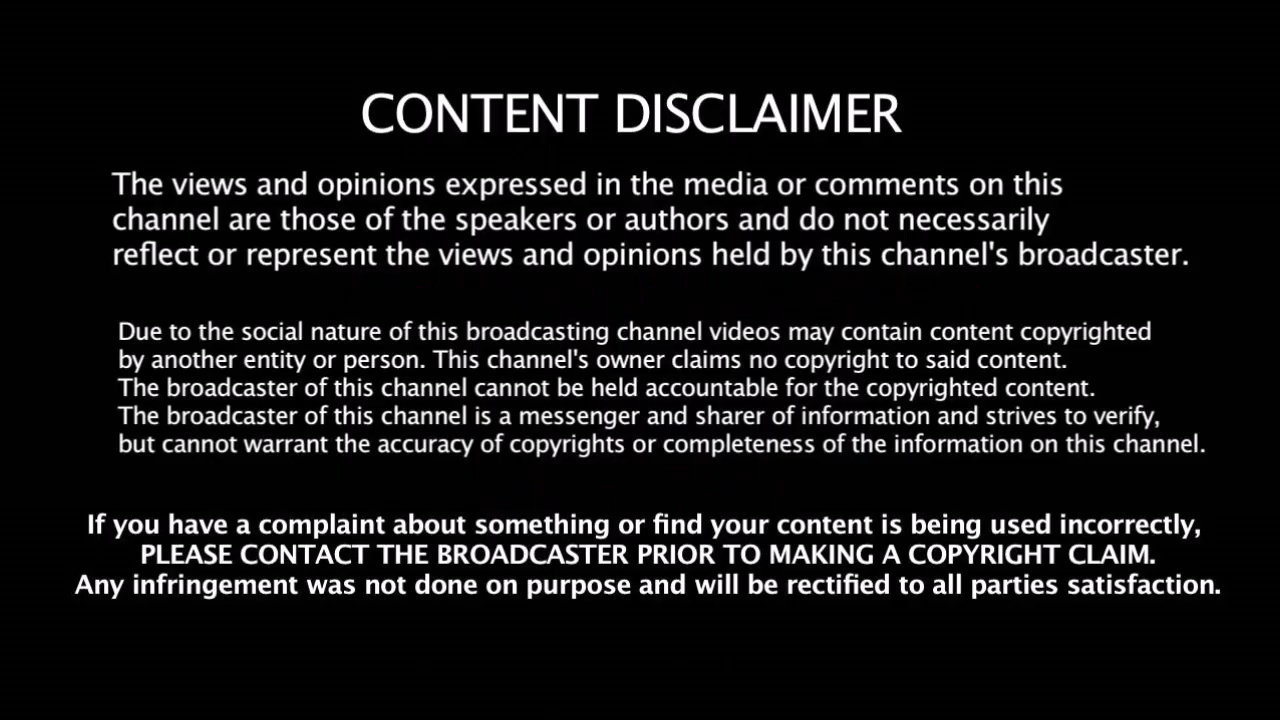 CONTENT DISCLAIMER
The views and opinions expressed in the media or comments on this
channel are those of the speakers or authors and do not necessarily
reflect or represent the views and opinions held by this channel's broadcaster.
Due to the social nature of this broadcasting channel videos may contain content copyrighted
by another entity or person. This channel's owner claims no copyright to said content.
The broadcaster of this channel cannot be held accountable for the copyrighted content.
The broadcaster of this channel is a messenger and sharer of information and strives to verify,
but cannot warrant the accuracy of copyrights or completeness of the information on this channel.
If you have a complaint about something or find your content is being used incorrectly,
PLEASE CONTACT THE BROADCASTER PRIOR TO MAKING A COPYRIGHT CLAIM.
Any infringement was not done on purpose and will be rectified to all parties satisfaction.